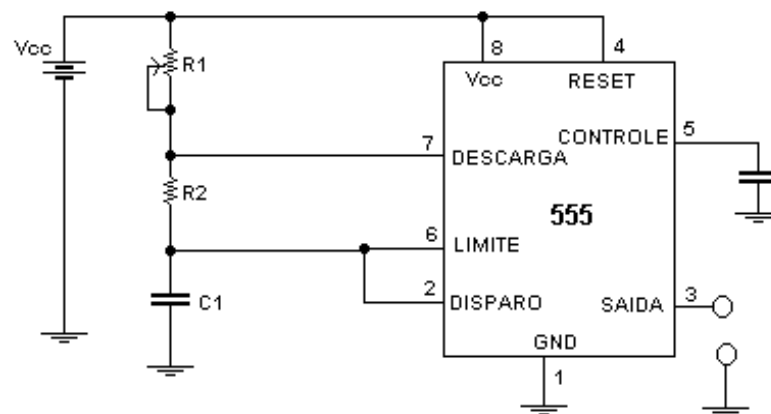 Vcc
R1
8
4
Vcc
RESET
CONTROLE
5
7
DESCARGA
R2
555
6
LIMITE
2
DISPARO
C1
SAIDA
3
GND
1